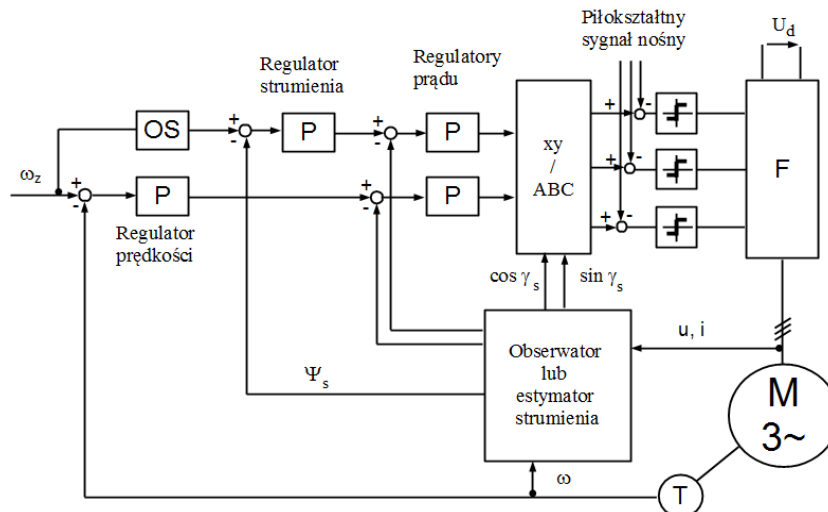 Piłokształtny
sygnał nośny
U_d
Regulator
strumienia
Regulatory
prądu
+
-
OS
+
-
P
+
-
P
xy
/
ABC
+
-
+
-
+
-
F
ω_z
+
-
P
+
-
P
Regulator
prędkości
cos γ_s
sin γ_s
Obserwator
lub
estymator
strumienia
u, i
Ψ_s
M
3~
ω
T